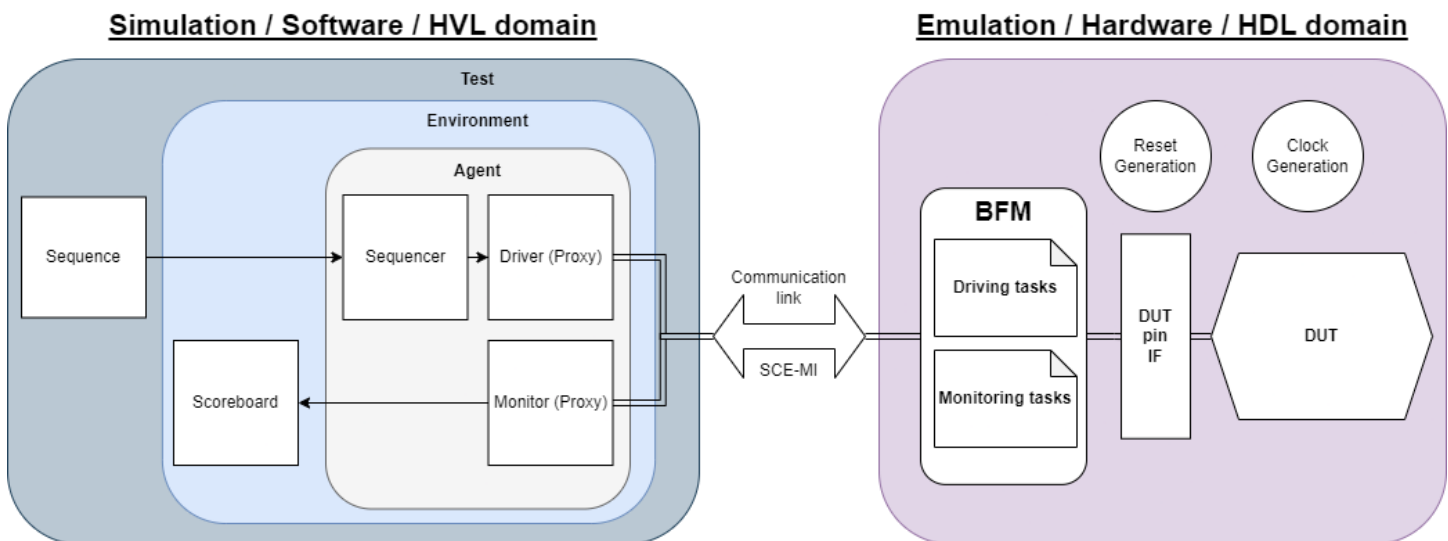 Simulation / Software / HVL domain
Emulation / Hardware / HDL domain
Test
Environment
Agent
Sequence
Sequencer
Driver (Proxy)
Scoreboard
Monitor (Proxy)
Communication
link
SCE-MI
BFM
Driving tasks
Monitoring tasks
Reset
Generation
Clock
Generation
DUT
pin
IF
DUT